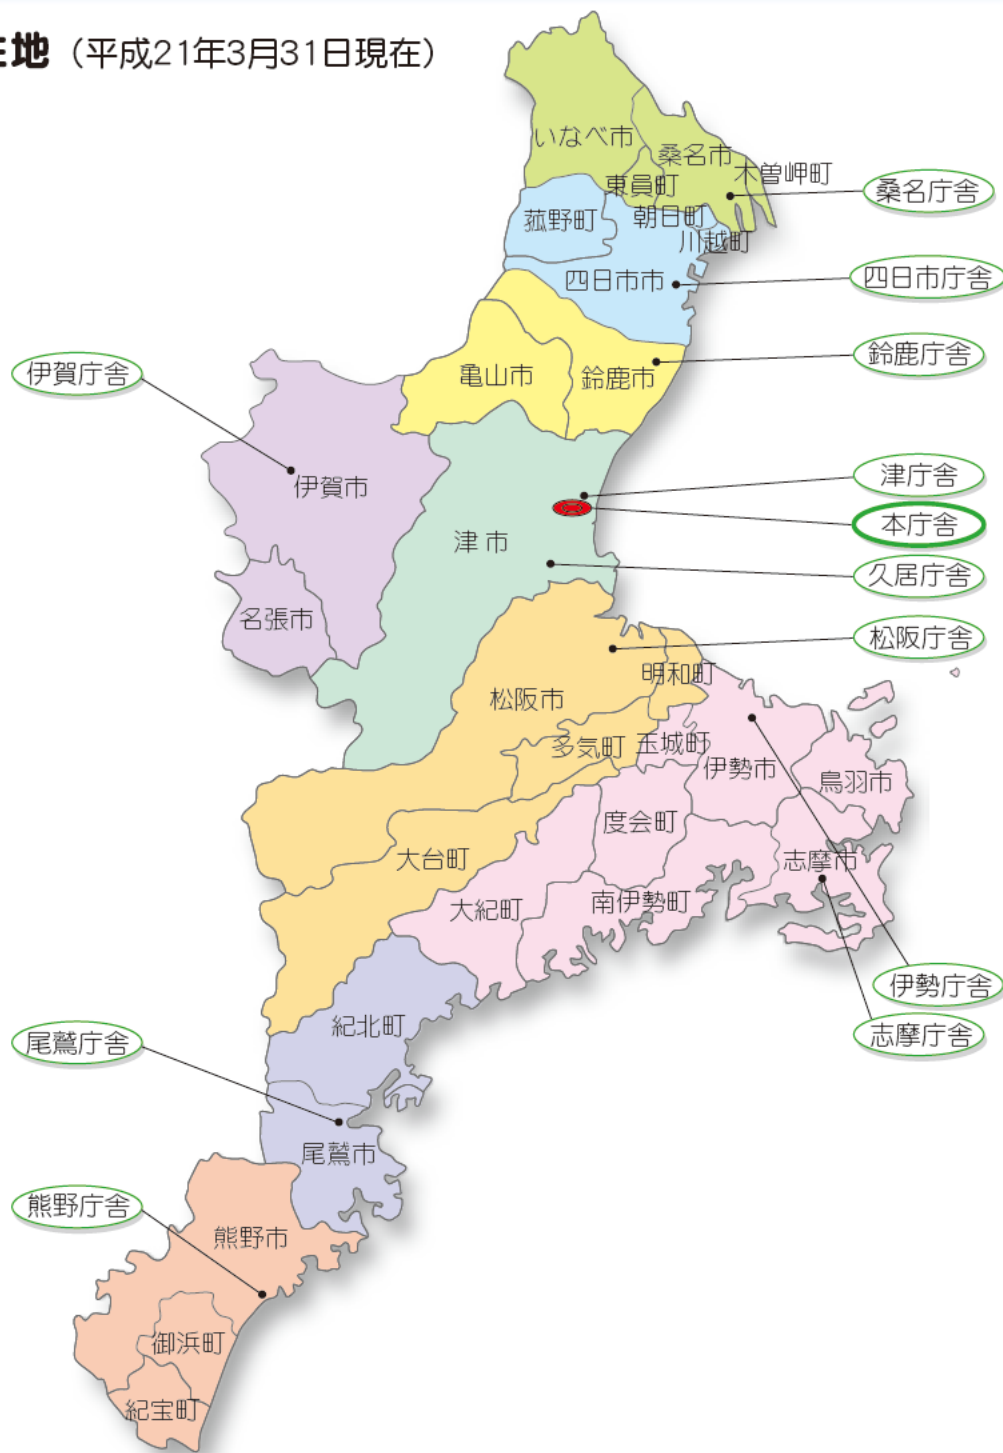 地（平成21年3月31日現在）
いなべ市
桑名市
木曽岬町
東員町
桑名庁舎
菰野町
朝日町
川越町
四日市市
四日市庁舎
鈴鹿庁舎
伊賀庁舎
亀山市
鈴鹿市
津庁舎
伊賀市
本庁舎
津市
久居庁舎
名張市
松阪庁舎
明和町
松阪市
多気町
玉城町
伊勢市
鳥羽市
度会町
大台町
志摩市
大紀町
南伊勢町
伊勢庁舎
紀北町
志摩庁舎
尾鷲庁舎
尾鷲市
熊野庁舎
熊野市
御浜町
紀宝町